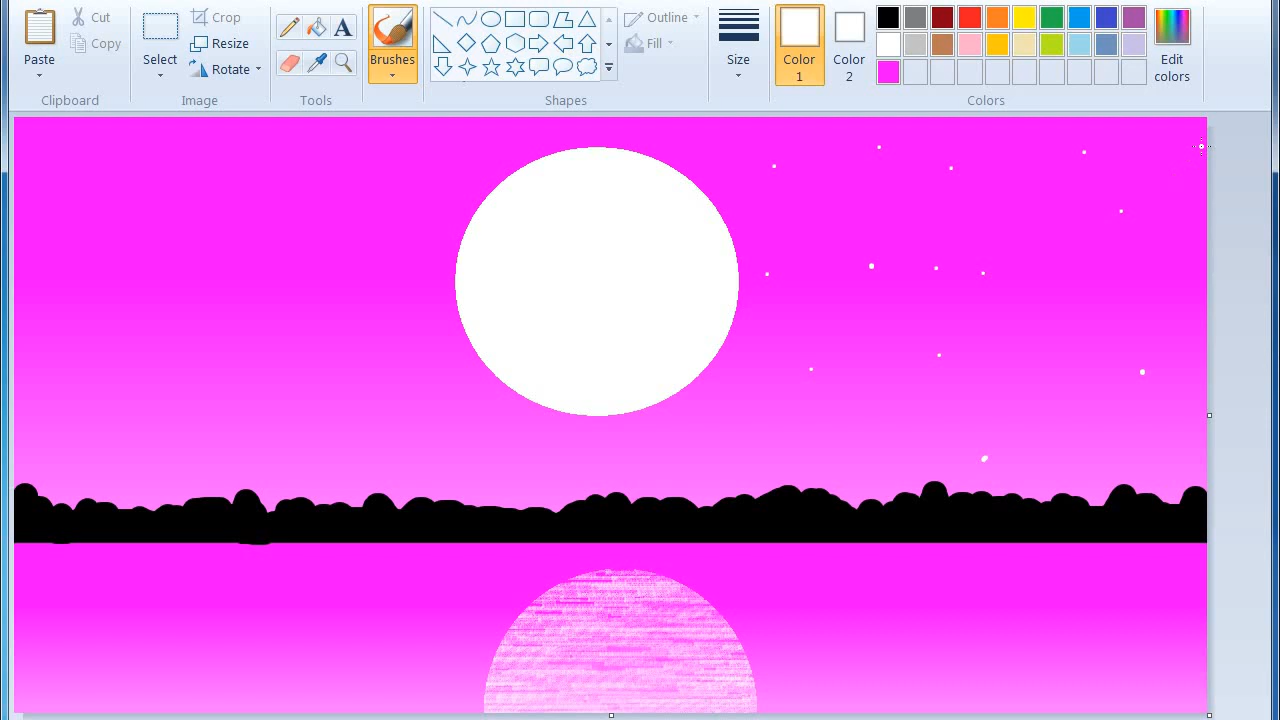 Paste
Cut
Copy
Clipboard
Select
Crop
Resize
Rotate
Image
A
Tools
Brushes
Shapes
Outline
Fill
Size
Color
1
Color
2
Colors
Edit
colors